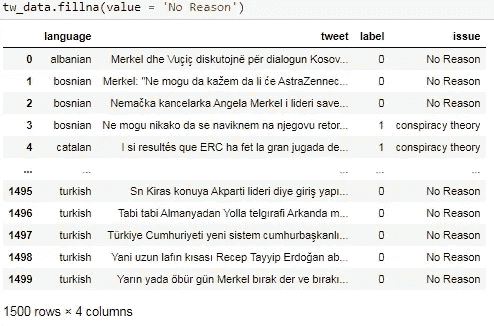 tw_data.fillna(value = 'No Reason')
language tweet label issue
0 albanian Merkel dhe Vuçiç diskutojnë për dialogun Kosov... 0 No Reason
1 bosnian Merkel: "Ne mogu da kažem da li će AstraZennec... 0 No Reason
2 bosnian Nemačka kancelarka Angela Merkel i lideri save... 0 No Reason
3 bosnian Ne mogu nikako da se naviknem na njegovu retor... 1 conspiracy theory
4 catalan I si resultés que ERC ha fet la gran jugada de... 1 conspiracy theory
... ... ... ... ...
1495 turkish Sn Kiras konuya Akparti lideri diye giriş yapı... 0 No Reason
1496 turkish Tabi tabi Almanyadan Yolla telgırafi Arkanda m... 0 No Reason
1497 turkish Türkiye Cumhuriyeti yeni sistem cumhurbaşkanlı... 0 No Reason
1498 turkish Yani uzun lafın kısası Recep Tayyip Erdoğan ab... 0 No Reason
1499 turkish Yarın yada öbür gün Merkel bırak der ve bırakı... 0 No Reason
1500 rows × 4 columns